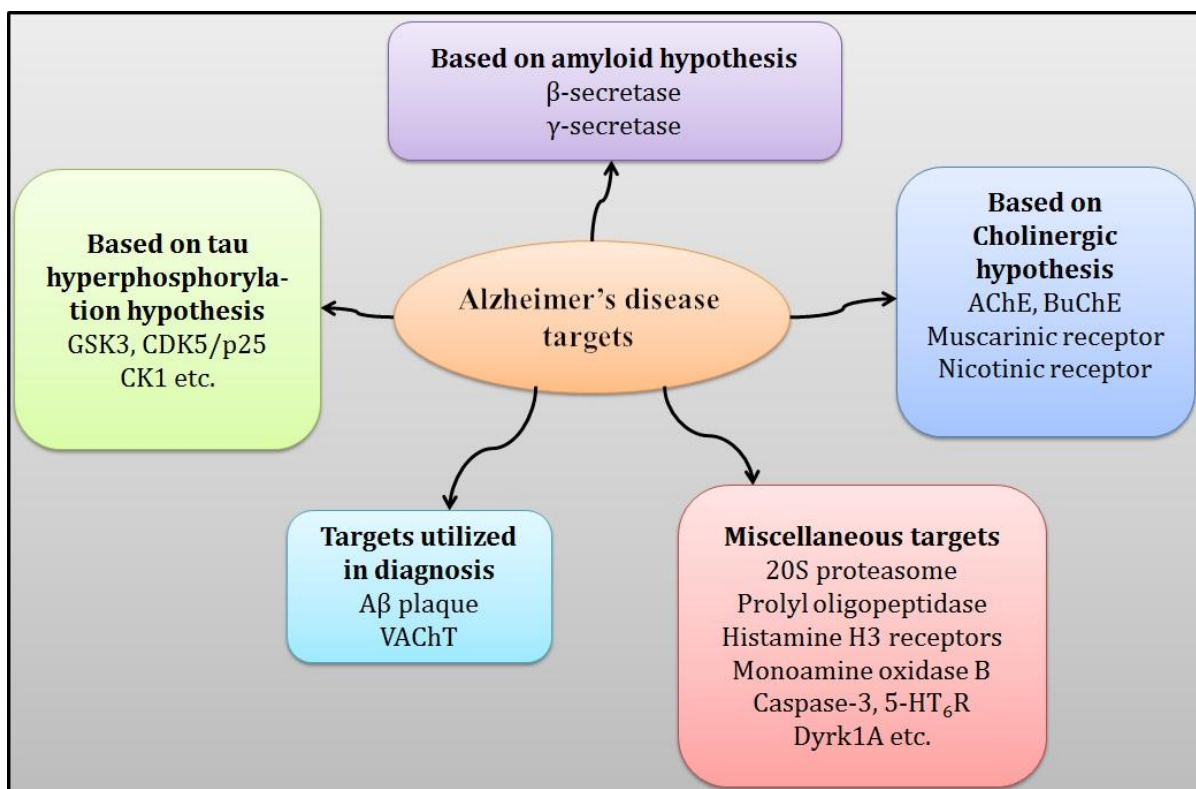 Based on amyloid hypothesis
β-secretase
γ-secretase
Based on tau
hyperphosphoryla-
tion hypothesis
GSK3, CDK5/p25
CK1 etc.
Alzheimer's disease
targets
Based on
Cholinergic
hypothesis
AChE, BuChE
Muscarinic receptor
Nicotinic receptor
Targets utilized
in diagnosis
Aβ plaque
VAChT
Miscellaneous targets
20S proteasome
Prolyl oligopeptidase
Histamine H3 receptors
Monoamine oxidase B
Caspase-3, 5-HT₆R
Dyrk1A etc.